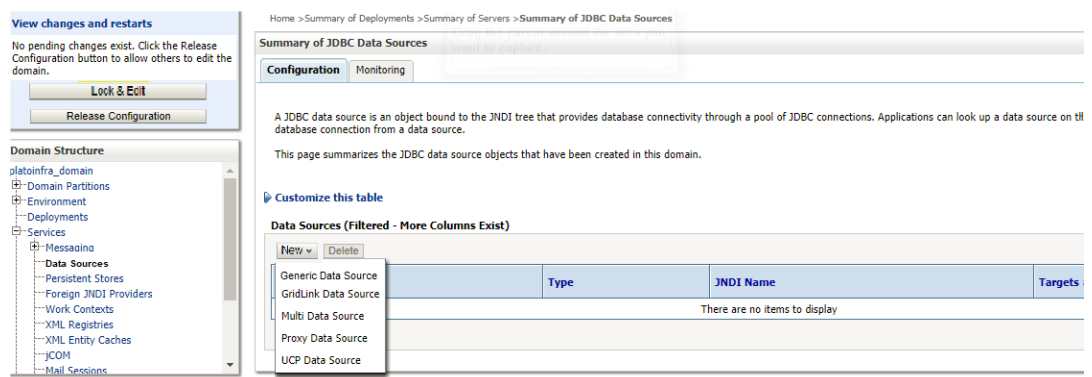 View changes and restarts
No pending changes exist. Click the Release
Configuration button to allow others to edit the
domain.
Lock & Edit
Release Configuration
Domain Structure
platoinfra_domain
Domain Partitions
Environment
Deployments
Services
Messaging
Data Sources
Persistent Stores
Foreign JNDI Providers
Work Contexts
XML Registries
XML Entity Caches
jCOM
Mail Sessions
Home >Summary of Deployments >Summary of Servers >Summary of JDBC Data Sources
Drag the cursor around the area you
want to capture.
Summary of JDBC Data Sources
Configuration Monitoring
A JDBC data source is an object bound to the JNDI tree that provides database connectivity through a pool of JDBC connections. Applications can look up a data source on th
database connection from a data source.
This page summarizes the JDBC data source objects that have been created in this domain.
Customize this table
Data Sources (Filtered - More Columns Exist)
New Delete
Generic Data Source
GridLink Data Source
Multi Data Source
Proxy Data Source
UCP Data Source
Type JNDI Name Targets
There are no items to display